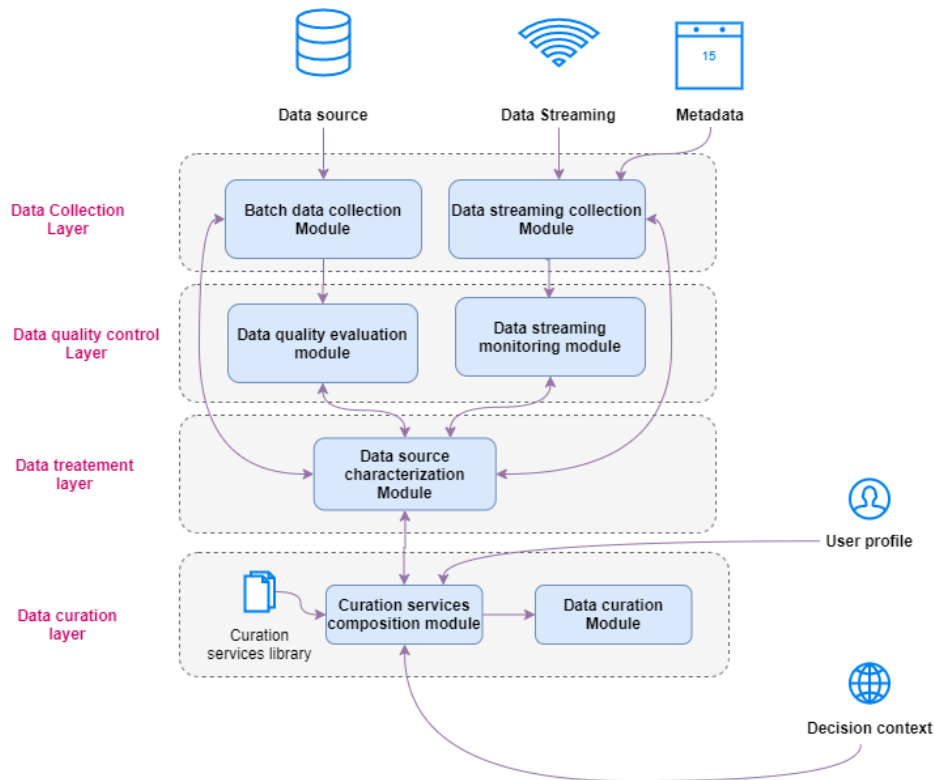 15
Data source
Data Streaming
Metadata
Data Collection
Layer
Batch data collection
Module
Data streaming collection
Module
Data quality control
Layer
Data quality evaluation
module
Data streaming
monitoring module
Data treatement
layer
Data source
characterization
Module
User profile
Data curation
layer
Curation
services library
Curation services
composition module
Data curation
Module
Decision context